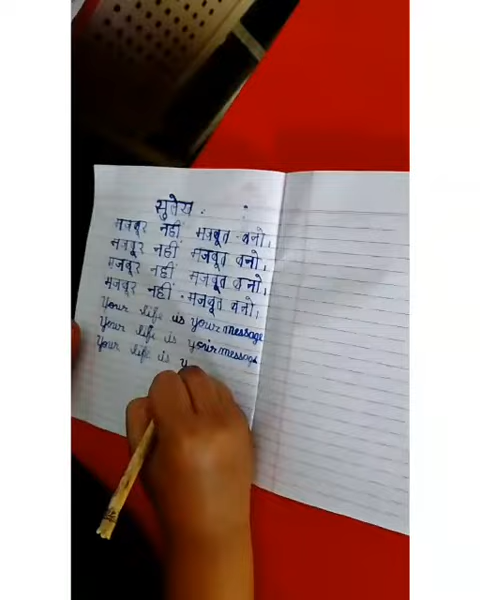 सुलेख . :
मजबूर नहीं मजबूत बनो,
मजबूर नहीं मजबूत बनो,
मजबूर नहीं मजबूत बनो,
मजबूर नहीं . मजबूत बनो,
Your life is your message
Your life is your message
Your life is y